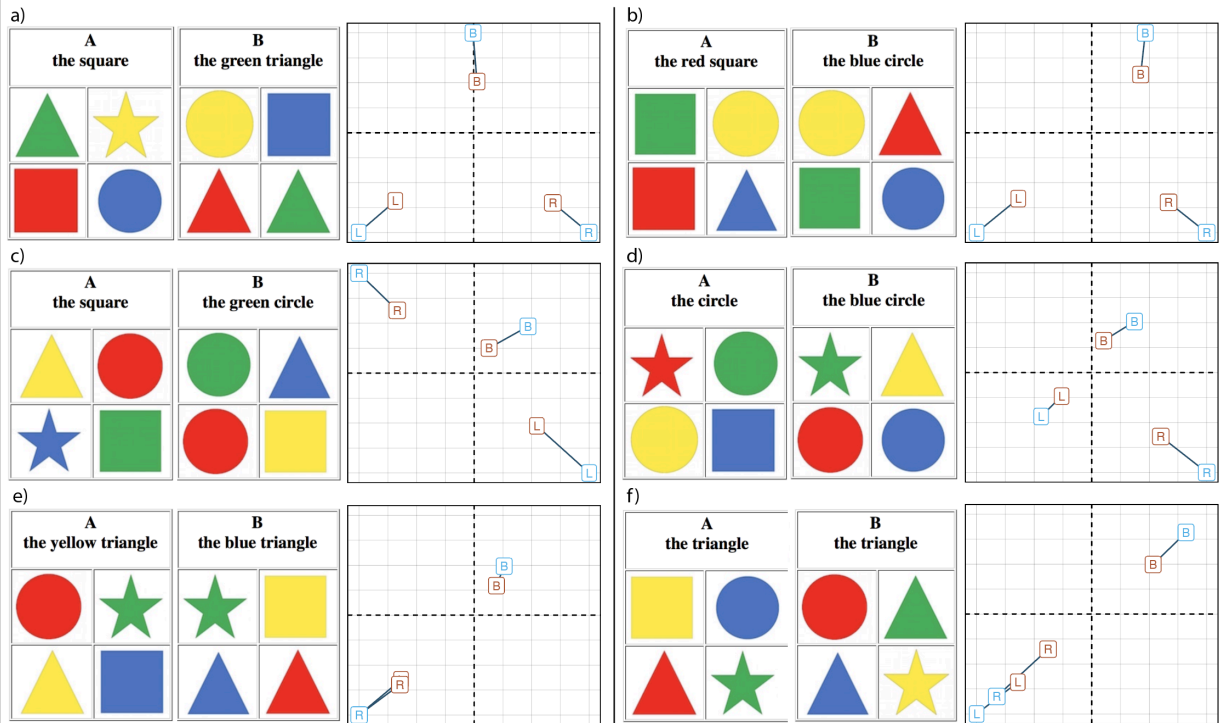 a)
A
the square
B
the green triangle
B
B
L
L
R
R
b)
A
the red square
B
the blue circle
B
B
L
L
R
R
c)
A
the square
B
the green circle
R
R
B
B
L
L
d)
A
the circle
B
the blue circle
B
B
L
L
R
R
e)
A
the yellow triangle
B
the blue triangle
B
B
R
R
f)
A
the triangle
B
the triangle
B
B
R
L
R
L